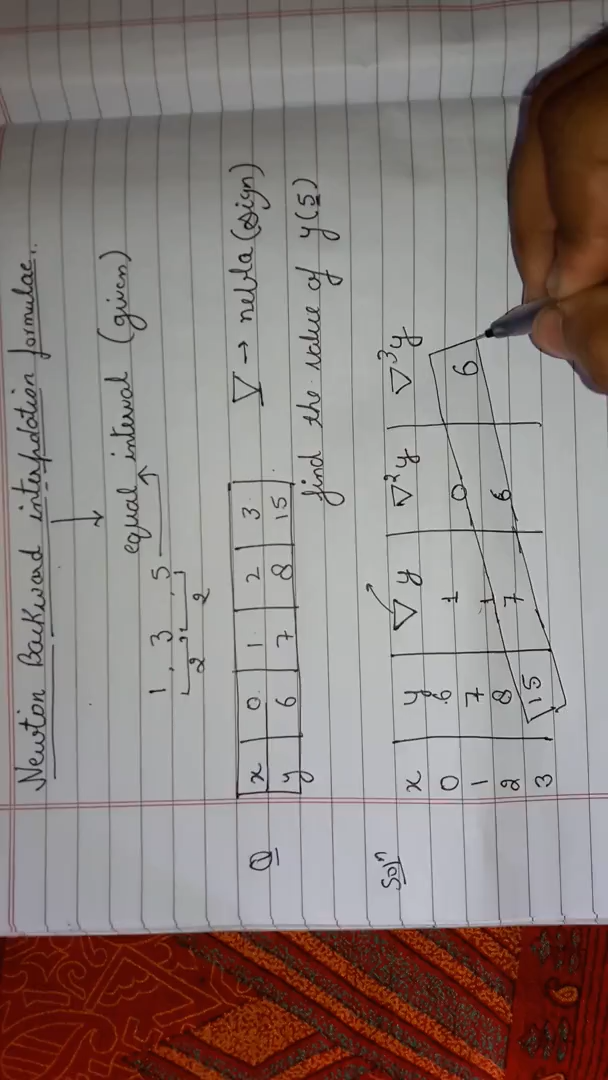 Newton Backward interpolation formulae.
equal interval (given)
1, 3, 5
2 2
Q
x 0 1 2 3
y 6 7 8 15
∇ → nebla (sign)
find the value of y(5)
Solⁿ
x y ∇y ∇²y ∇³y
0 6 1 0 6
1 7 1 6
2 8 7
3 15